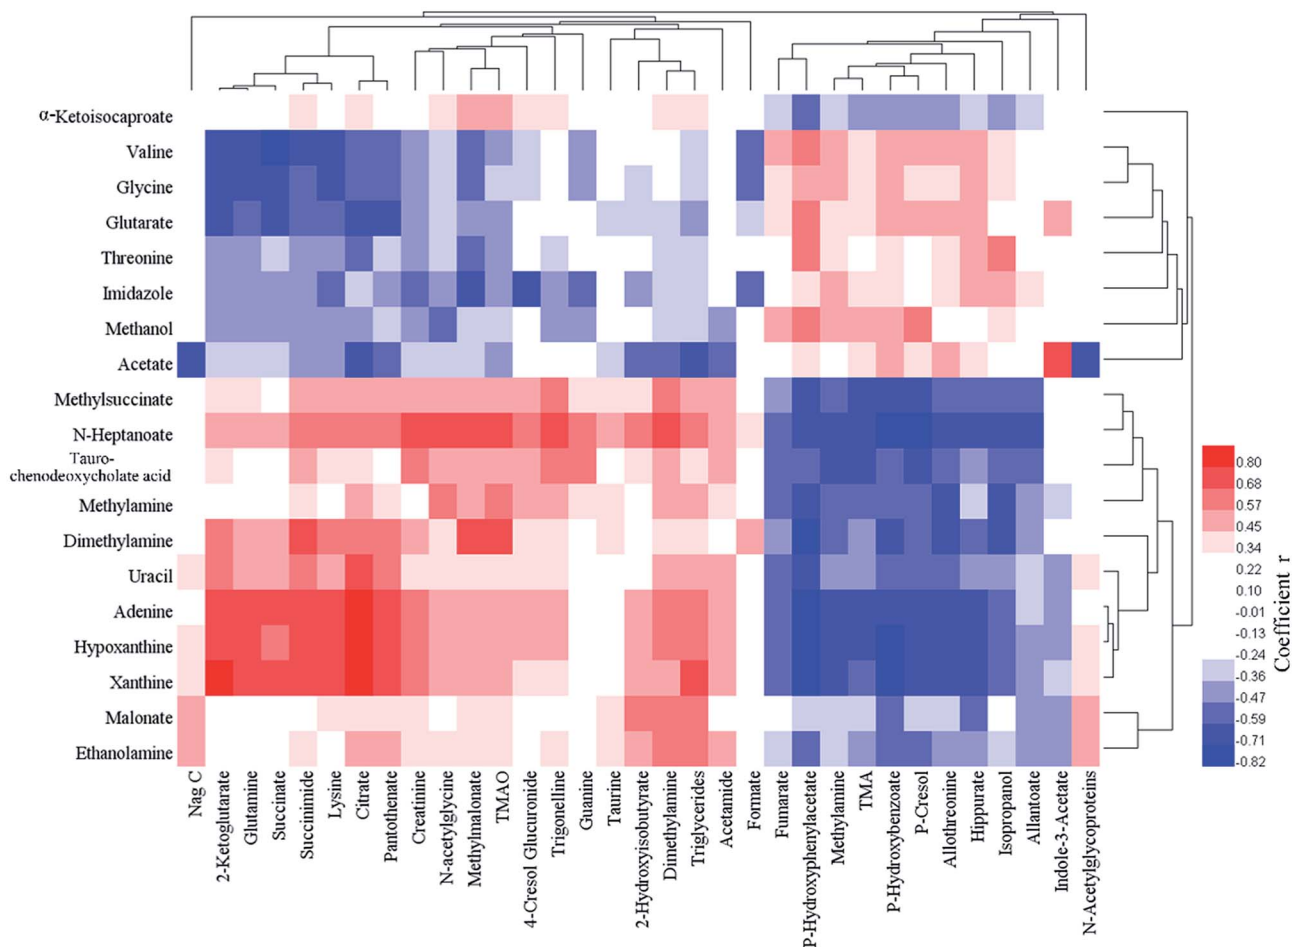 α-Ketoisocaproate
Valine
Glycine
Glutarate
Threonine
Imidazole
Methanol
Acetate
Methylsuccinate
N-Heptanoate
Tauro-
chenodeoxycholate acid
Methylamine
Dimethylamine
Uracil
Adenine
Hypoxanthine
Xanthine
Malonate
Ethanolamine
Nag C
2-Ketoglutarate
Glutamine
Succinate
Succinimide
Lysine
Citrate
Pantothenate
Creatinine
N-acetylglycine
Methylmalonate
TMAO
4-Cresol Glucuronide
Trigonelline
Guanine
Taurine
2-Hydroxyisobutyrate
Dimethylamine
Triglycerides
Acetamide
Formate
Fumarate
P-Hydroxyphenylacetate
Methylamine
TMA
P-Hydroxybenzoate
P-Cresol
Allothreonine
Hippurate
Isopropanol
Allantoate
Indole-3-Acetate
N-Acetylglycoproteins
0.80
0.68
0.57
0.45
0.34
0.22
0.10
-0.01
-0.13
-0.24
-0.36
-0.47
-0.59
-0.71
-0.82
Coefficient r